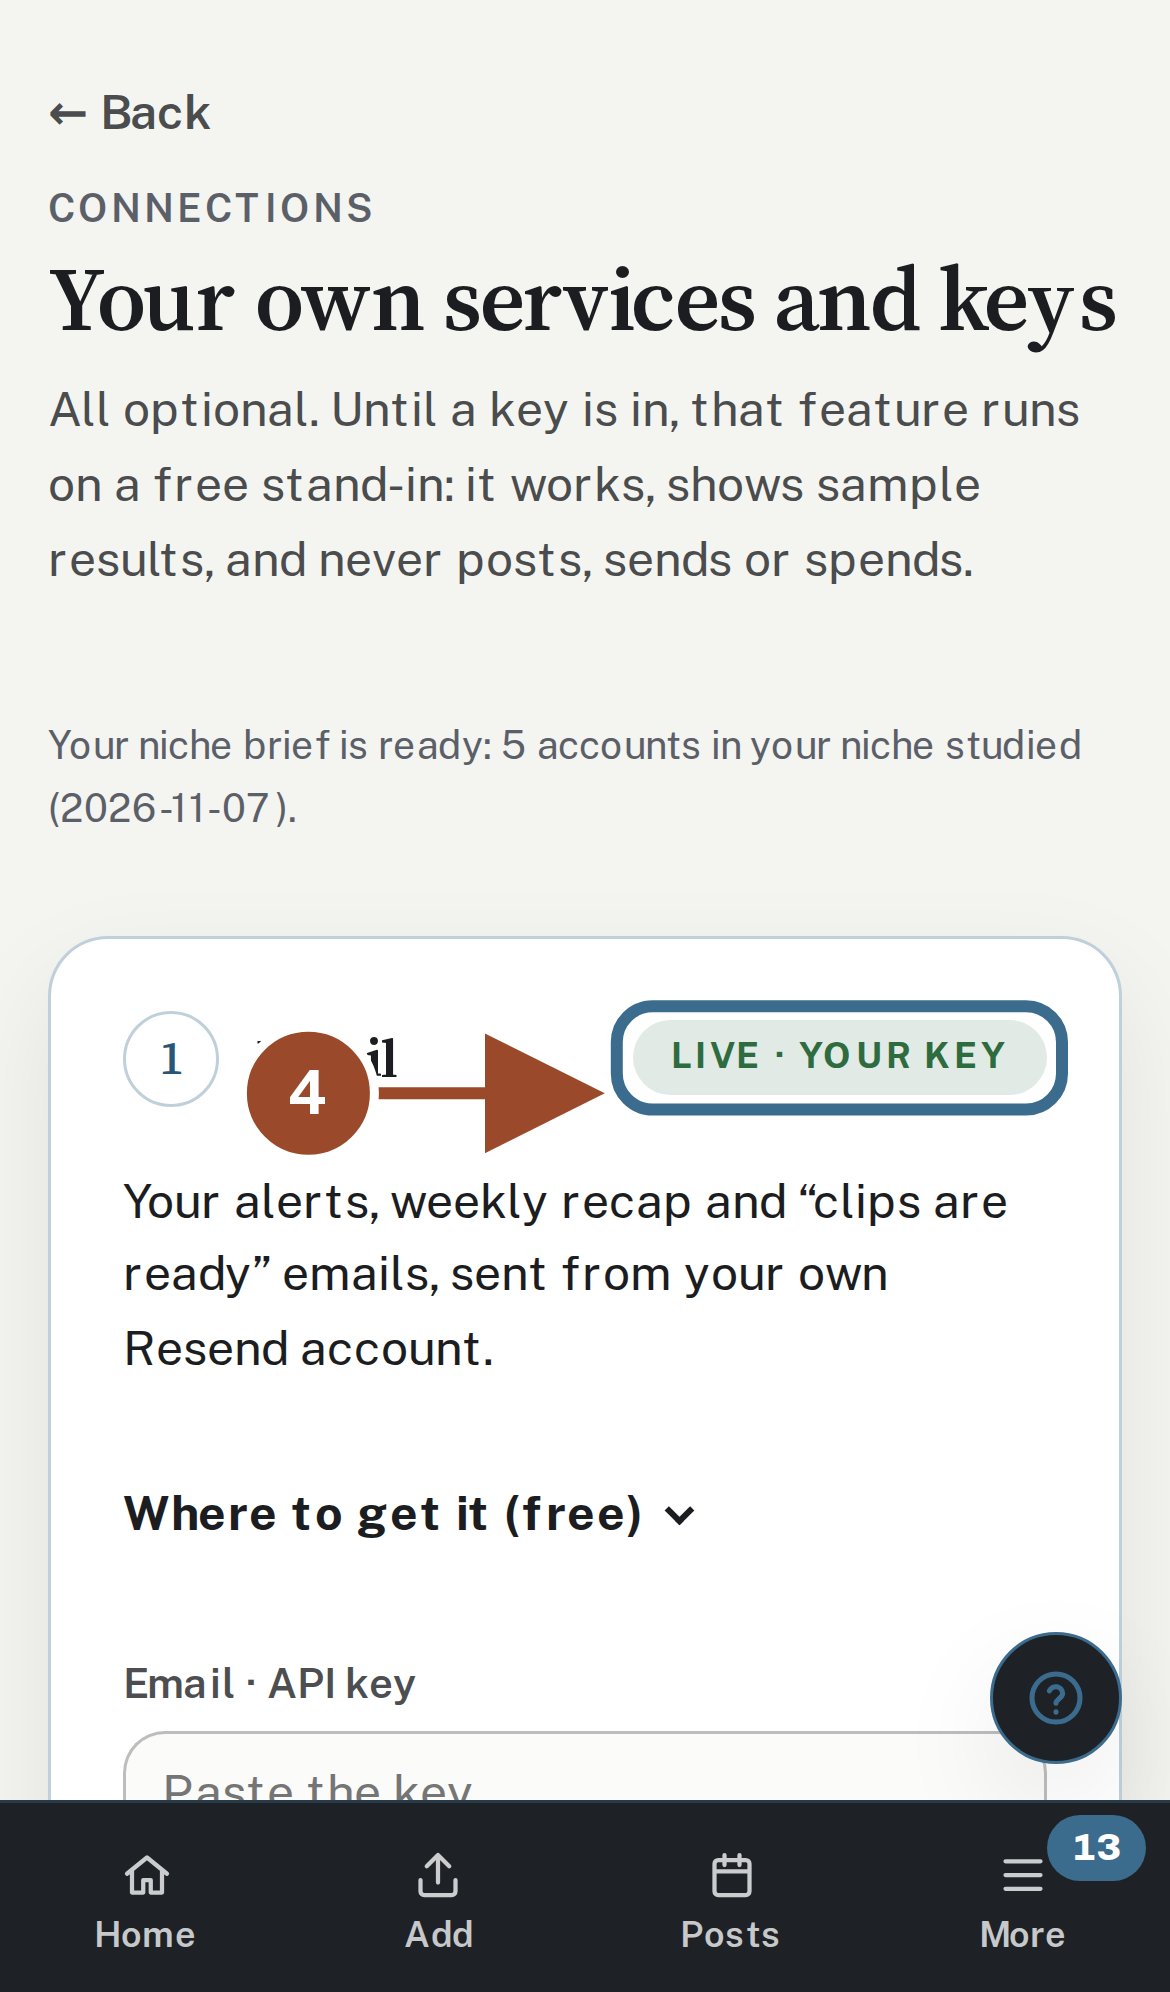 ← Back
CONNECTIONS
Your own services and keys
All optional. Until a key is in, that feature runs
on a free stand-in: it works, shows sample
results, and never posts, sends or spends.
Your niche brief is ready: 5 accounts in your niche studied
(2026-11-07).
1
4
LIVE · YOUR KEY
Your alerts, weekly recap and “clips are
ready” emails, sent from your own
Resend account.
Where to get it (free)
Email · API key
Paste the key
13
Home
Add
Posts
More